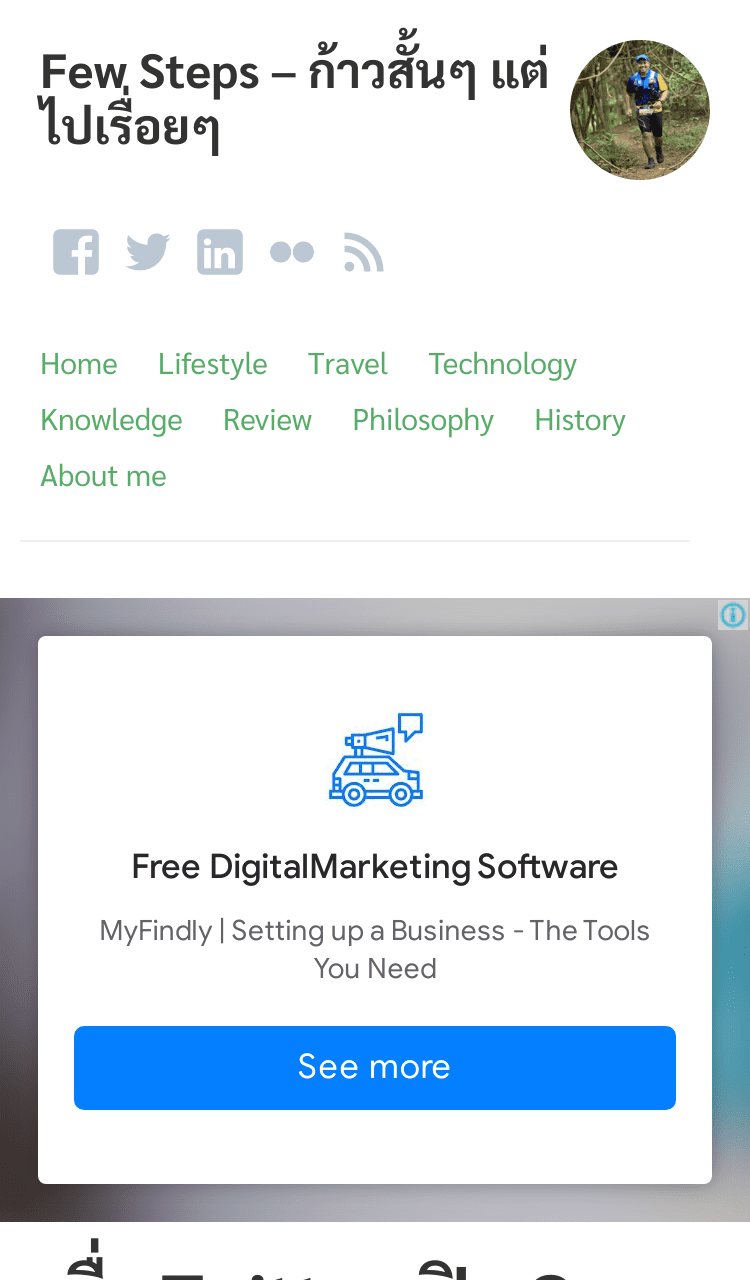 Few Steps – ก้าวสั้นๆ แต่
ไปเรื่อยๆ
Home Lifestyle Travel Technology
Knowledge Review Philosophy History
About me
Free DigitalMarketing Software
MyFindly | Setting up a Business - The Tools
You Need
See more